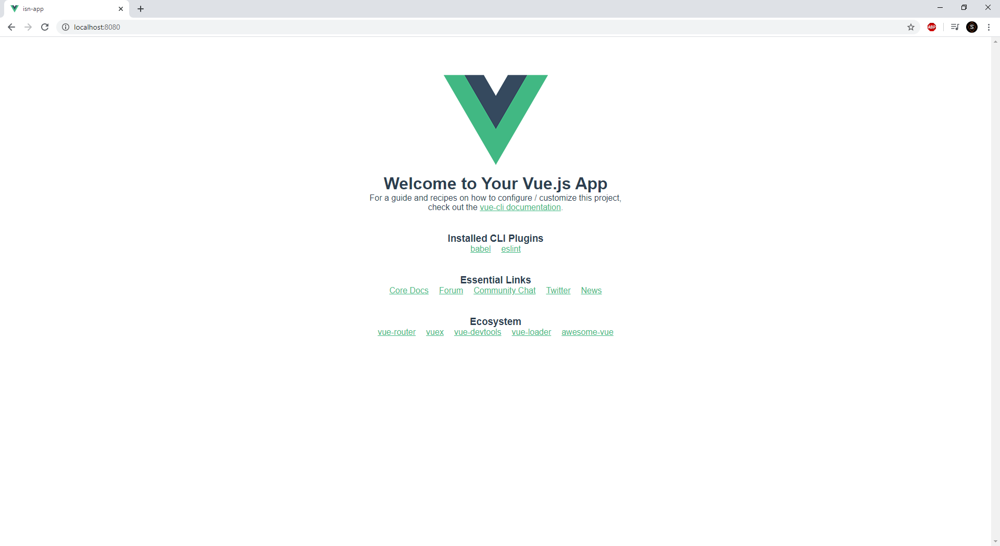 isn-app
localhost:8080
ABP
S
Welcome to Your Vue.js App
For a guide and recipes on how to configure / customize this project,
check out the vue-cli documentation.
Installed CLI Plugins
babel eslint
Essential Links
Core Docs Forum Community Chat Twitter News
Ecosystem
vue-router vuex vue-devtools vue-loader awesome-vue